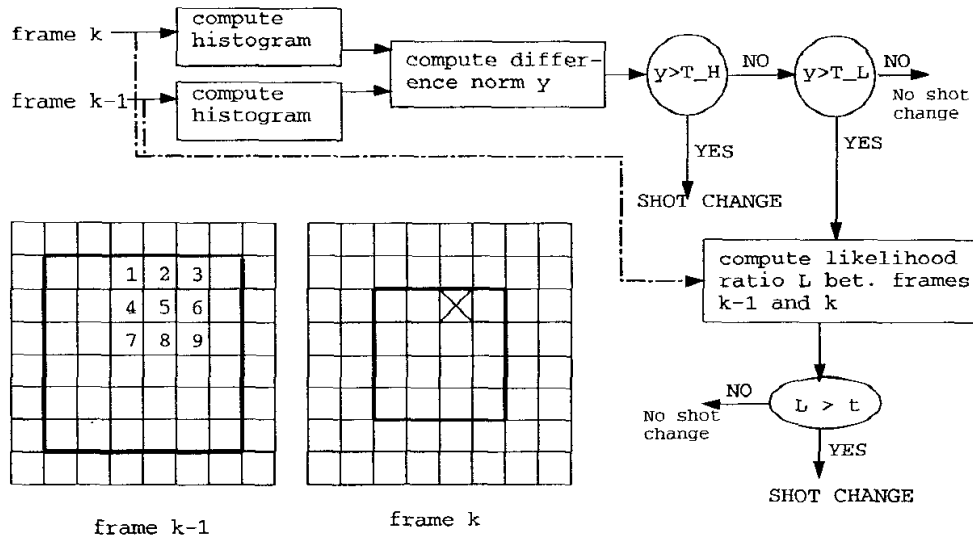 frame k
compute
histogram
frame k-1
compute
histogram
compute differ-
ence norm y
y>T_H
NO
y>T_L
NO
No shot
change
YES
SHOT CHANGE
YES
compute likelihood
ratio L bet. frames
k-1 and k
L > t
NO
No shot
change
YES
SHOT CHANGE
1 2 3
4 5 6
7 8 9
frame k-1
frame k